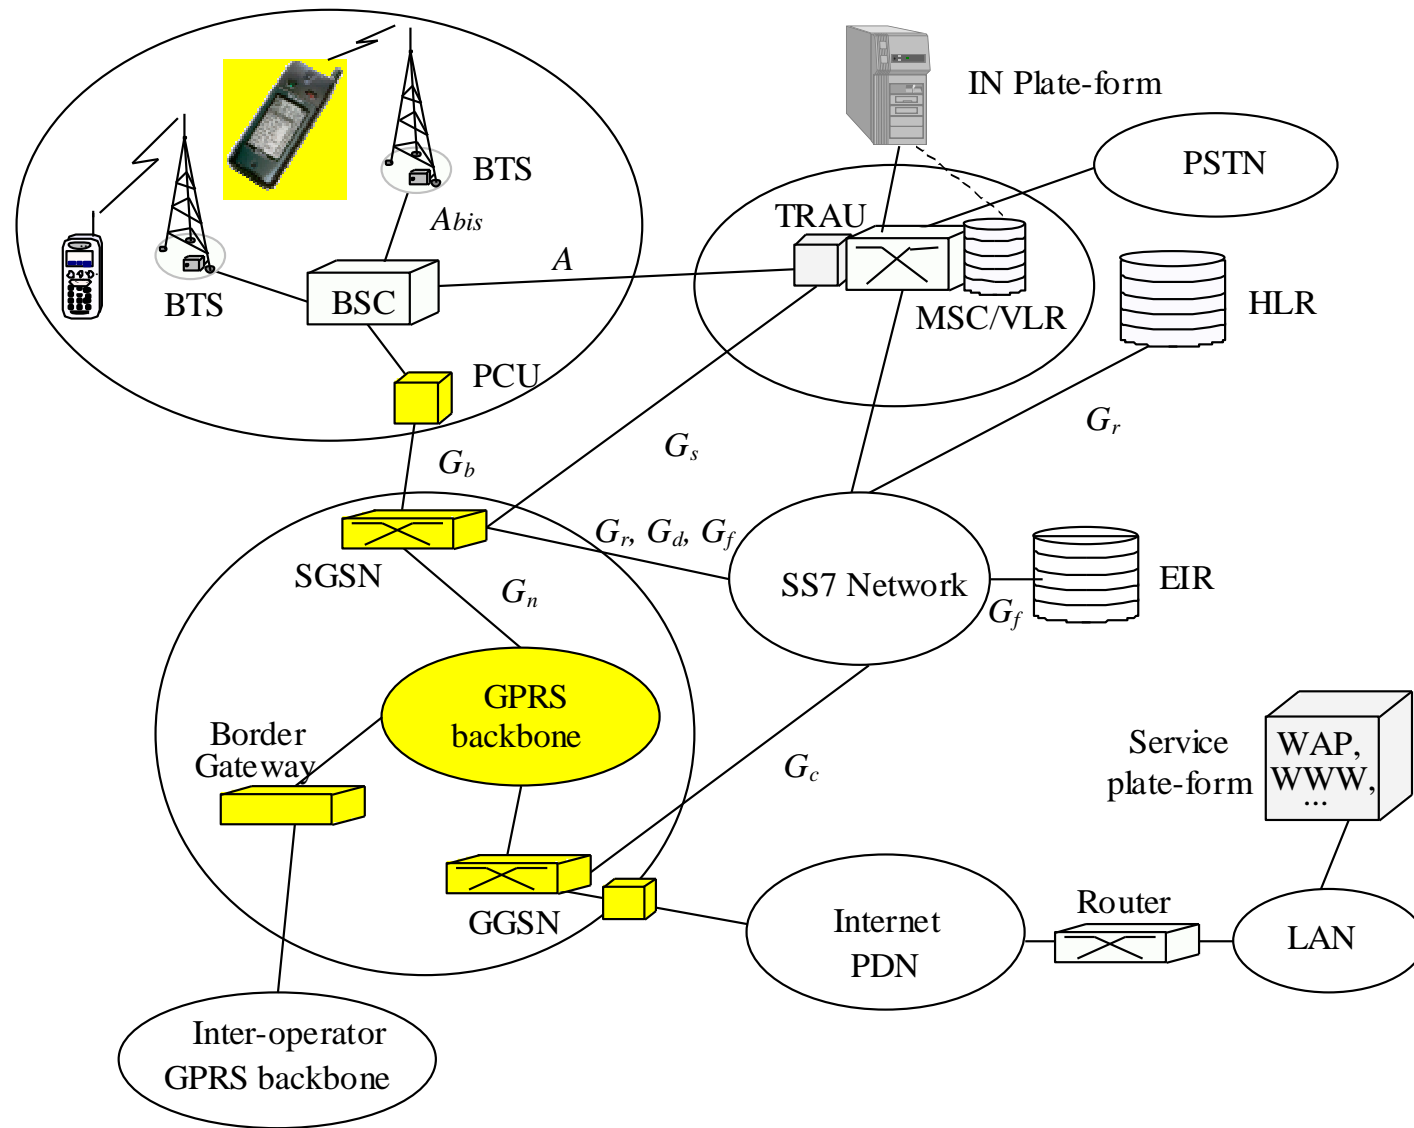 IN Plate-form
PSTN
BTS
TRAU
Abis
A
BTS
BSC
MSC/VLR
HLR
PCU
Gr
Gs
Gb
Gr, Gd, Gf
SGSN
SS7 Network
EIR
Gn
Gf
GPRS
backbone
Border
Gateway
Gc
Service
plate-form
WAP,
WWW,
...
GGSN
Internet
PDN
Router
LAN
Inter-operator
GPRS backbone